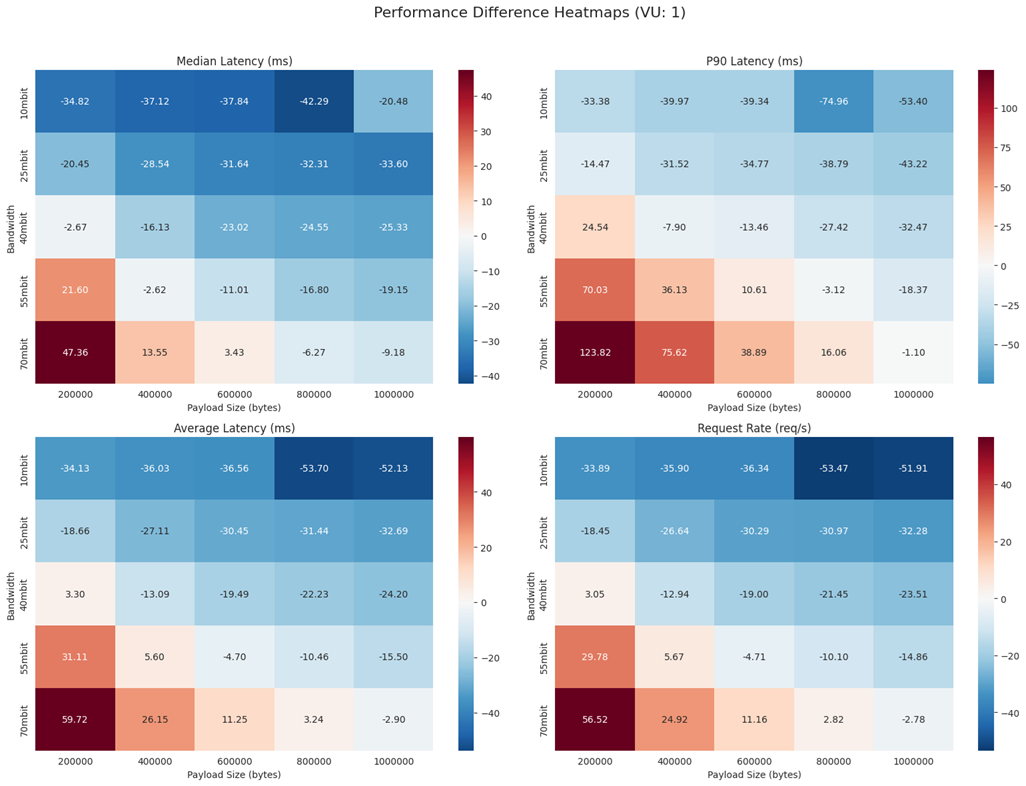 Performance Difference Heatmaps (VU: 1)
Median Latency (ms)
10mbit -34.82 -37.12 -37.84 -42.29 -20.48
25mbit -20.45 -28.54 -31.64 -32.31 -33.60
40mbit -2.67 -16.13 -23.02 -24.55 -25.33
55mbit 21.60 -2.62 -11.01 -16.80 -19.15
70mbit 47.36 13.55 3.43 -6.27 -9.18
Bandwidth
200000 400000 600000 800000 1000000
Payload Size (bytes)
40
30
20
10
0
−10
−20
−30
−40
P90 Latency (ms)
10mbit -33.38 -39.97 -39.34 -74.96 -53.40
25mbit -14.47 -31.52 -34.77 -38.79 -43.22
40mbit 24.54 -7.90 -13.46 -27.42 -32.47
55mbit 70.03 36.13 10.61 -3.12 -18.37
70mbit 123.82 75.62 38.89 16.06 -1.10
Bandwidth
200000 400000 600000 800000 1000000
Payload Size (bytes)
100
75
50
25
0
−25
−50
Average Latency (ms)
10mbit -34.13 -36.03 -36.56 -53.70 -52.13
25mbit -18.66 -27.11 -30.45 -31.44 -32.69
40mbit 3.30 -13.09 -19.49 -22.23 -24.20
55mbit 31.11 5.60 -4.70 -10.46 -15.50
70mbit 59.72 26.15 11.25 3.24 -2.90
Bandwidth
200000 400000 600000 800000 1000000
Payload Size (bytes)
40
20
0
−20
−40
Request Rate (req/s)
10mbit -33.89 -35.90 -36.34 -53.47 -51.91
25mbit -18.45 -26.64 -30.29 -30.97 -32.28
40mbit 3.05 -12.94 -19.00 -21.45 -23.51
55mbit 29.78 5.67 -4.71 -10.10 -14.86
70mbit 56.52 24.92 11.16 2.82 -2.78
Bandwidth
200000 400000 600000 800000 1000000
Payload Size (bytes)
40
20
0
−20
−40